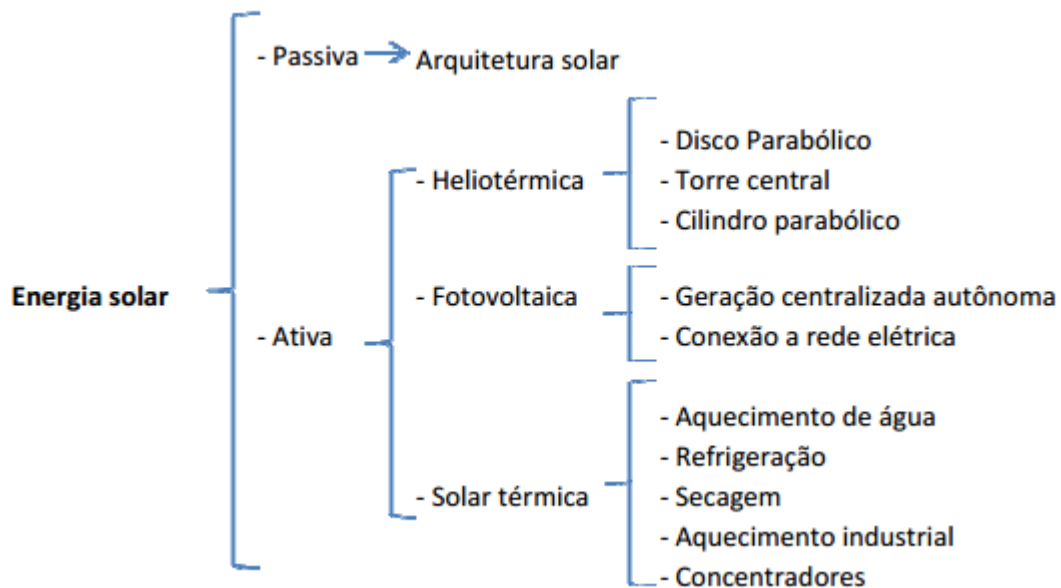 - Passiva
Arquitetura solar
- Disco Parabólico
- Heliotérmica
- Torre central
- Cilindro parabólico
Energia solar
- Fotovoltaica
- Geração centralizada autônoma
- Ativa
- Conexão a rede elétrica
- Aquecimento de água
- Refrigeração
- Solar térmica
- Secagem
- Aquecimento industrial
- Concentradores